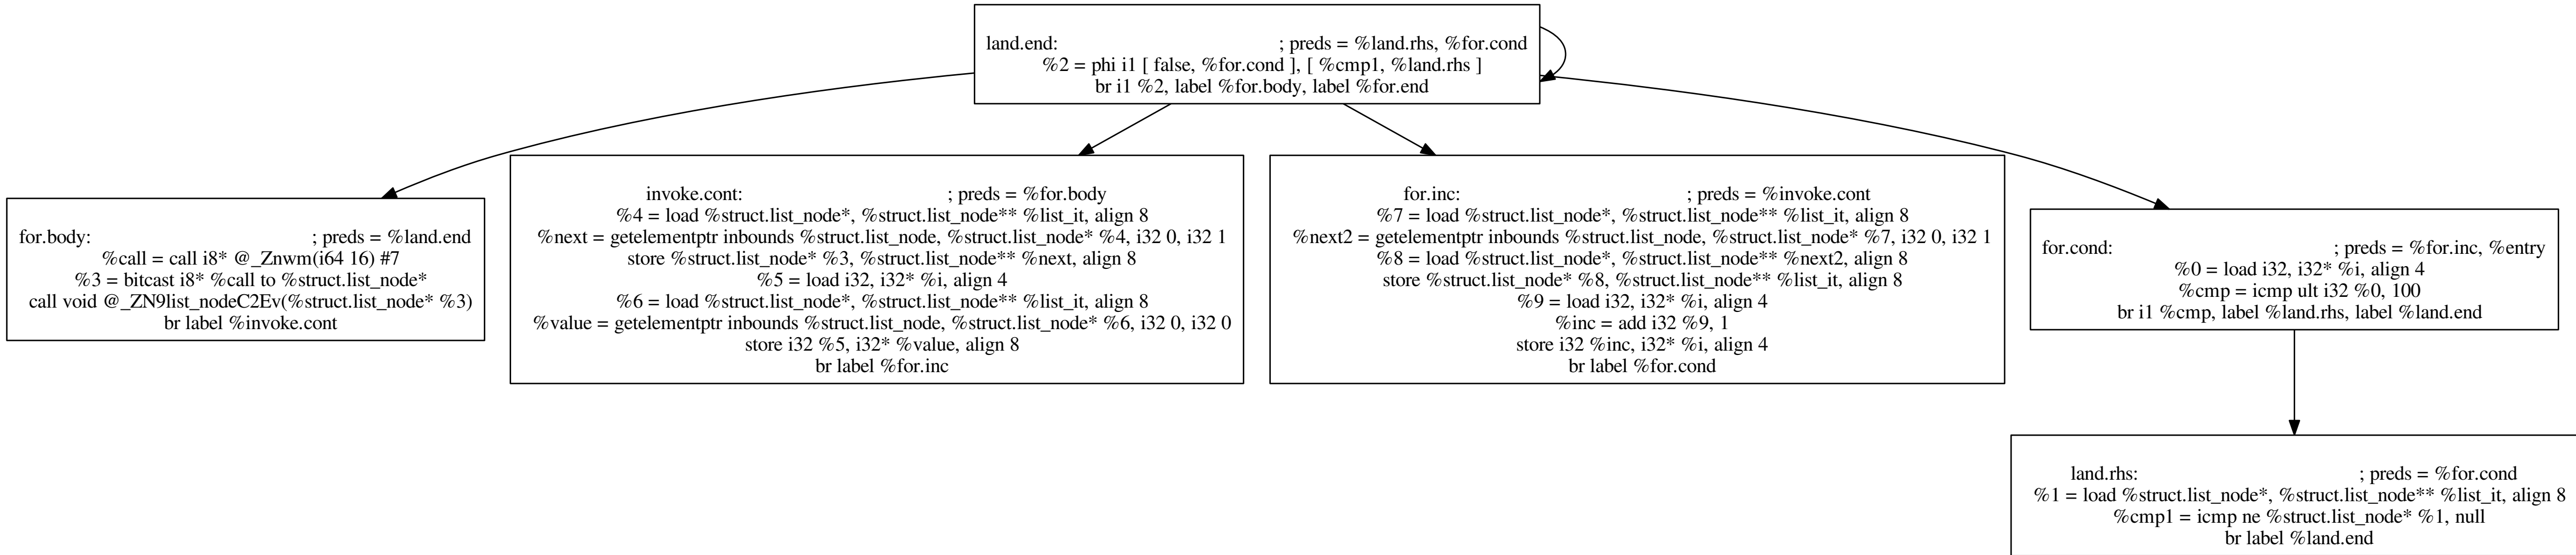 land.end: ; preds = %land.rhs, %for.cond
%2 = phi i1 [ false, %for.cond ], [ %cmp1, %land.rhs ]
br i1 %2, label %for.body, label %for.end
for.body: ; preds = %land.end
%call = call i8* @_Znwm(i64 16) #7
%3 = bitcast i8* %call to %struct.list_node*
call void @_ZN9list_nodeC2Ev(%struct.list_node* %3)
br label %invoke.cont
invoke.cont: ; preds = %for.body
%4 = load %struct.list_node*, %struct.list_node** %list_it, align 8
%next = getelementptr inbounds %struct.list_node, %struct.list_node* %4, i32 0, i32 1
store %struct.list_node* %3, %struct.list_node** %next, align 8
%5 = load i32, i32* %i, align 4
%6 = load %struct.list_node*, %struct.list_node** %list_it, align 8
%value = getelementptr inbounds %struct.list_node, %struct.list_node* %6, i32 0, i32 0
store i32 %5, i32* %value, align 8
br label %for.inc
for.inc: ; preds = %invoke.cont
%7 = load %struct.list_node*, %struct.list_node** %list_it, align 8
%next2 = getelementptr inbounds %struct.list_node, %struct.list_node* %7, i32 0, i32 1
%8 = load %struct.list_node*, %struct.list_node** %next2, align 8
store %struct.list_node* %8, %struct.list_node** %list_it, align 8
%9 = load i32, i32* %i, align 4
%inc = add i32 %9, 1
store i32 %inc, i32* %i, align 4
br label %for.cond
for.cond: ; preds = %for.inc, %entry
%0 = load i32, i32* %i, align 4
%cmp = icmp ult i32 %0, 100
br i1 %cmp, label %land.rhs, label %land.end
land.rhs: ; preds = %for.cond
%1 = load %struct.list_node*, %struct.list_node** %list_it, align 8
%cmp1 = icmp ne %struct.list_node* %1, null
br label %land.end